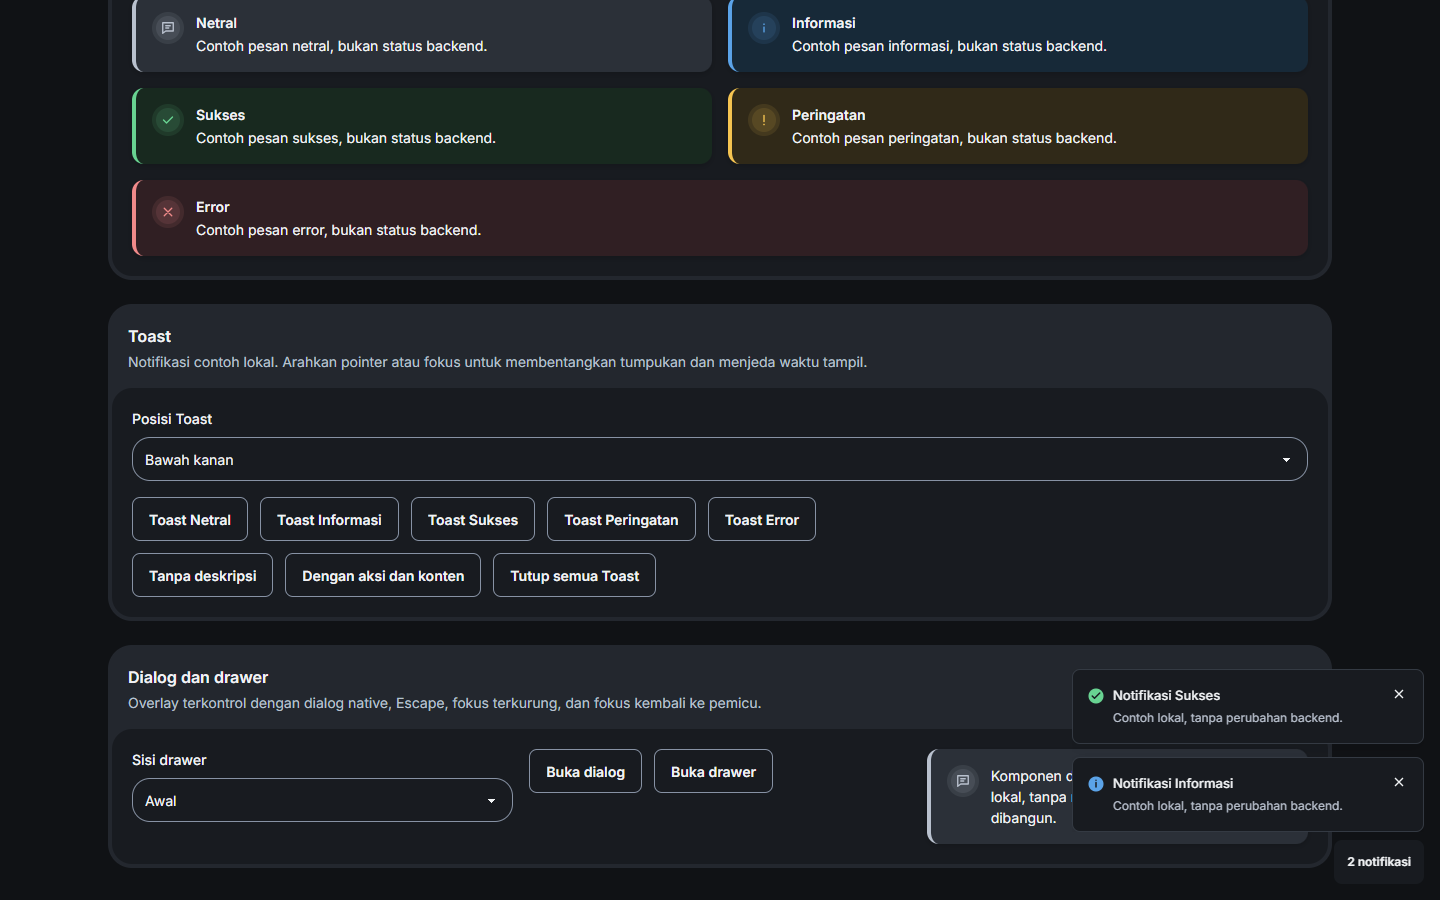 Netral
Contoh pesan netral, bukan status backend.
Informasi
Contoh pesan informasi, bukan status backend.
Sukses
Contoh pesan sukses, bukan status backend.
Peringatan
Contoh pesan peringatan, bukan status backend.
Error
Contoh pesan error, bukan status backend.
Toast
Notifikasi contoh lokal. Arahkan pointer atau fokus untuk membentangkan tumpukan dan menjeda waktu tampil.
Posisi Toast
Bawah kanan
Toast Netral
Toast Informasi
Toast Sukses
Toast Peringatan
Toast Error
Tanpa deskripsi
Dengan aksi dan konten
Tutup semua Toast
Dialog dan drawer
Overlay terkontrol dengan dialog native, Escape, fokus terkurung, dan fokus kembali ke pemicu.
Sisi drawer
Awal
Buka dialog
Buka drawer
Komponen
lokal, tanpa
dibangun.
Notifikasi Sukses
Contoh lokal, tanpa perubahan backend.
Notifikasi Informasi
Contoh lokal, tanpa perubahan backend.
2 notifikasi